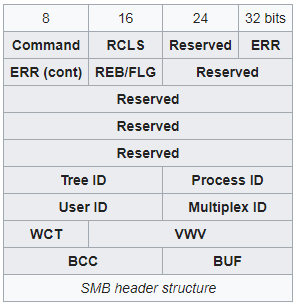 8 16 24 32 bits
Command RCLS Reserved ERR
ERR (cont) REB/FLG Reserved
Reserved
Reserved
Reserved
Tree ID Process ID
User ID Multiplex ID
WCT VWV
BCC BUF
SMB header structure